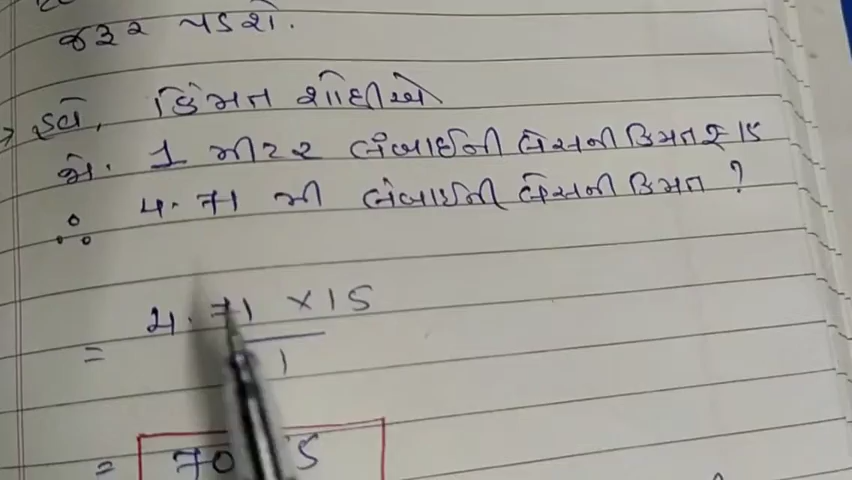 જરૂર પડશે.
→ હવે, કિંમત શોધીએ
જો. 1 મીટર લંબાઈની લેસની કિંમત ₹ 15
∴ 4.71 મી લંબાઈની લેસની કિંમત ?
= 4.71 × 15
1
= 70 5